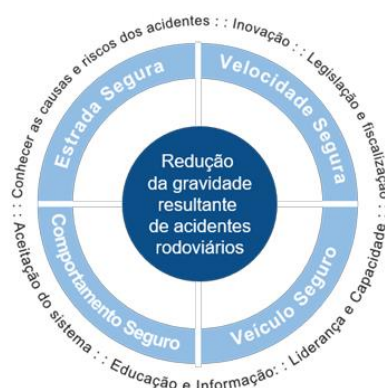 : : Conhecer as causas e riscos dos acidentes : : Inovação : : Legislação e fiscalização : : Liderança e Capacidade : : Educação e Informação : : Aceitação do sistema
Estrada Segura
Velocidade Segura
Redução
da gravidade
resultante
de acidentes
rodoviários
Comportamento Seguro
Veículo Seguro